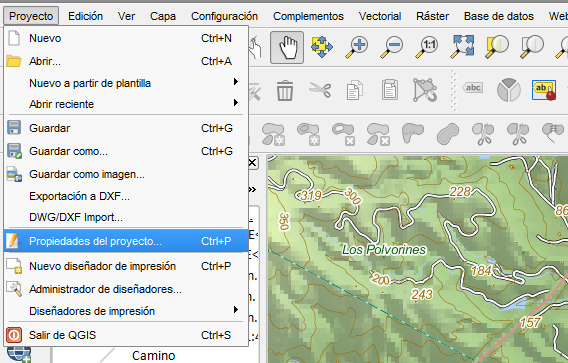 Proyecto Edición Ver Capa Configuración Complementos Vectorial Ráster Base de datos Web
Nuevo Ctrl+N
Abrir... Ctrl+A
Nuevo a partir de plantilla
Abrir reciente
Guardar Ctrl+G
Guardar como... Ctrl+G
Guardar como imagen...
Exportación a DXF...
DWG/DXF Import...
Propiedades del proyecto... Ctrl+P
Nuevo diseñador de impresión Ctrl+P
Administrador de diseñadores...
Diseñadores de impresión
Salir de QGIS Ctrl+S
Camino
1:1
abc
ab
319
300
228
350
Los Polvorines
184
200
243
157